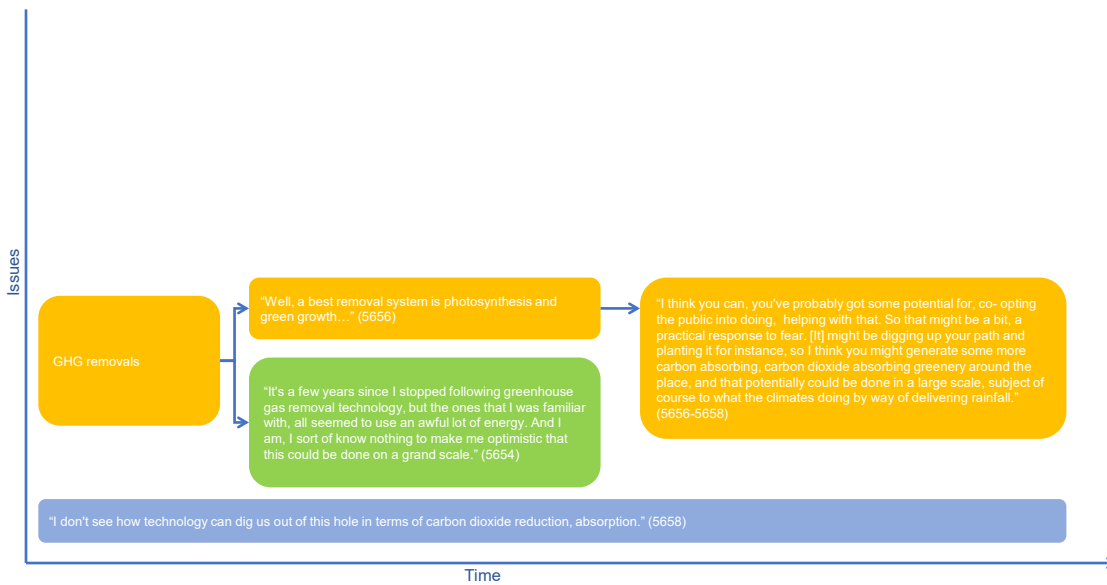 Issues
GHG removals
“Well, a best removal system is photosynthesis and
green growth…” (5656)
“It's a few years since I stopped following greenhouse
gas removal technology, but the ones that I was familiar
with, all seemed to use an awful lot of energy. And I
am, I sort of know nothing to make me optimistic that
this could be done on a grand scale.” (5654)
“I think you can, you've probably got some potential for, co- opting
the public into doing,  helping with that. So that might be a bit, a
practical response to fear. [It] might be digging up your path and
planting it for instance, so I think you might generate some more
carbon absorbing, carbon dioxide absorbing greenery around the
place, and that potentially could be done in a large scale, subject of
course to what the climates doing by way of delivering rainfall.”
(5656-5658)
“I don't see how technology can dig us out of this hole in terms of carbon dioxide reduction, absorption.” (5658)
Time